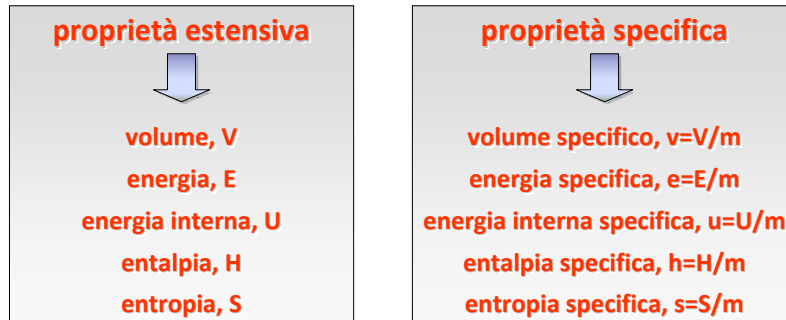 proprietà estensiva
volume, V
energia, E
energia interna, U
entalpia, H
entropia, S
proprietà specifica
volume specifico, v=V/m
energia specifica, e=E/m
energia interna specifica, u=U/m
entalpia specifica, h=H/m
entropia specifica, s=S/m